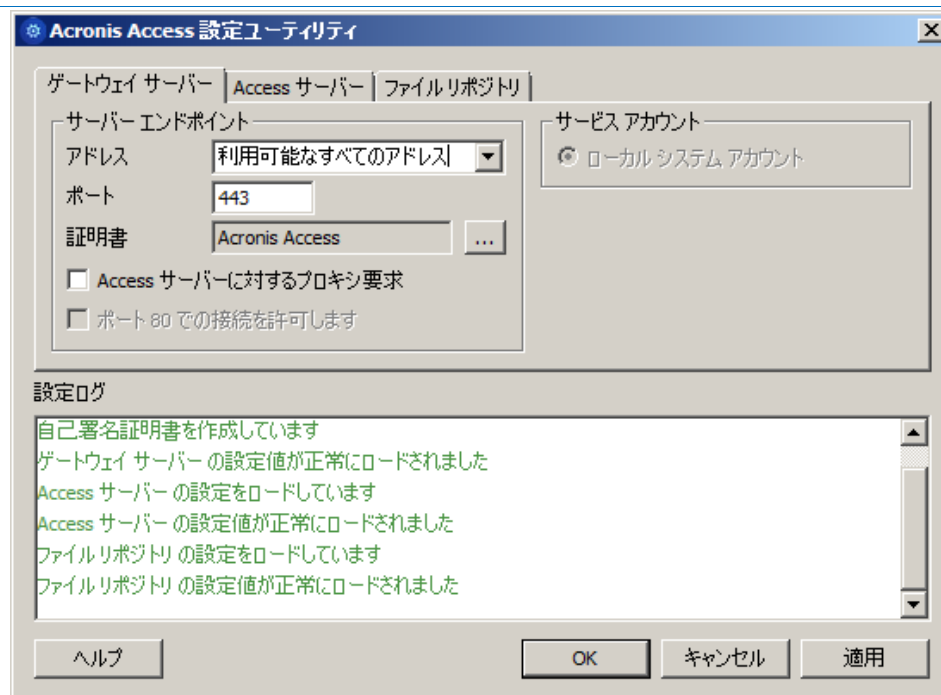 Acronis Access 設定ユーティリティ
ゲートウェイ サーバー
Access サーバー
ファイル リポジトリ
サーバー エンドポイント
アドレス
利用可能なすべてのアドレス
ポート
443
証明書
Acronis Access
...
Access サーバーに対するプロキシ要求
ポート 80 での接続を許可します
サービス アカウント
ローカル システム アカウント
設定ログ
自己署名証明書を作成しています
ゲートウェイ サーバー の設定値が正常にロードされました
Access サーバー の設定をロードしています
Access サーバー の設定値が正常にロードされました
ファイル リポジトリ の設定をロードしています
ファイル リポジトリ の設定値が正常にロードされました
ヘルプ
OK
キャンセル
適用